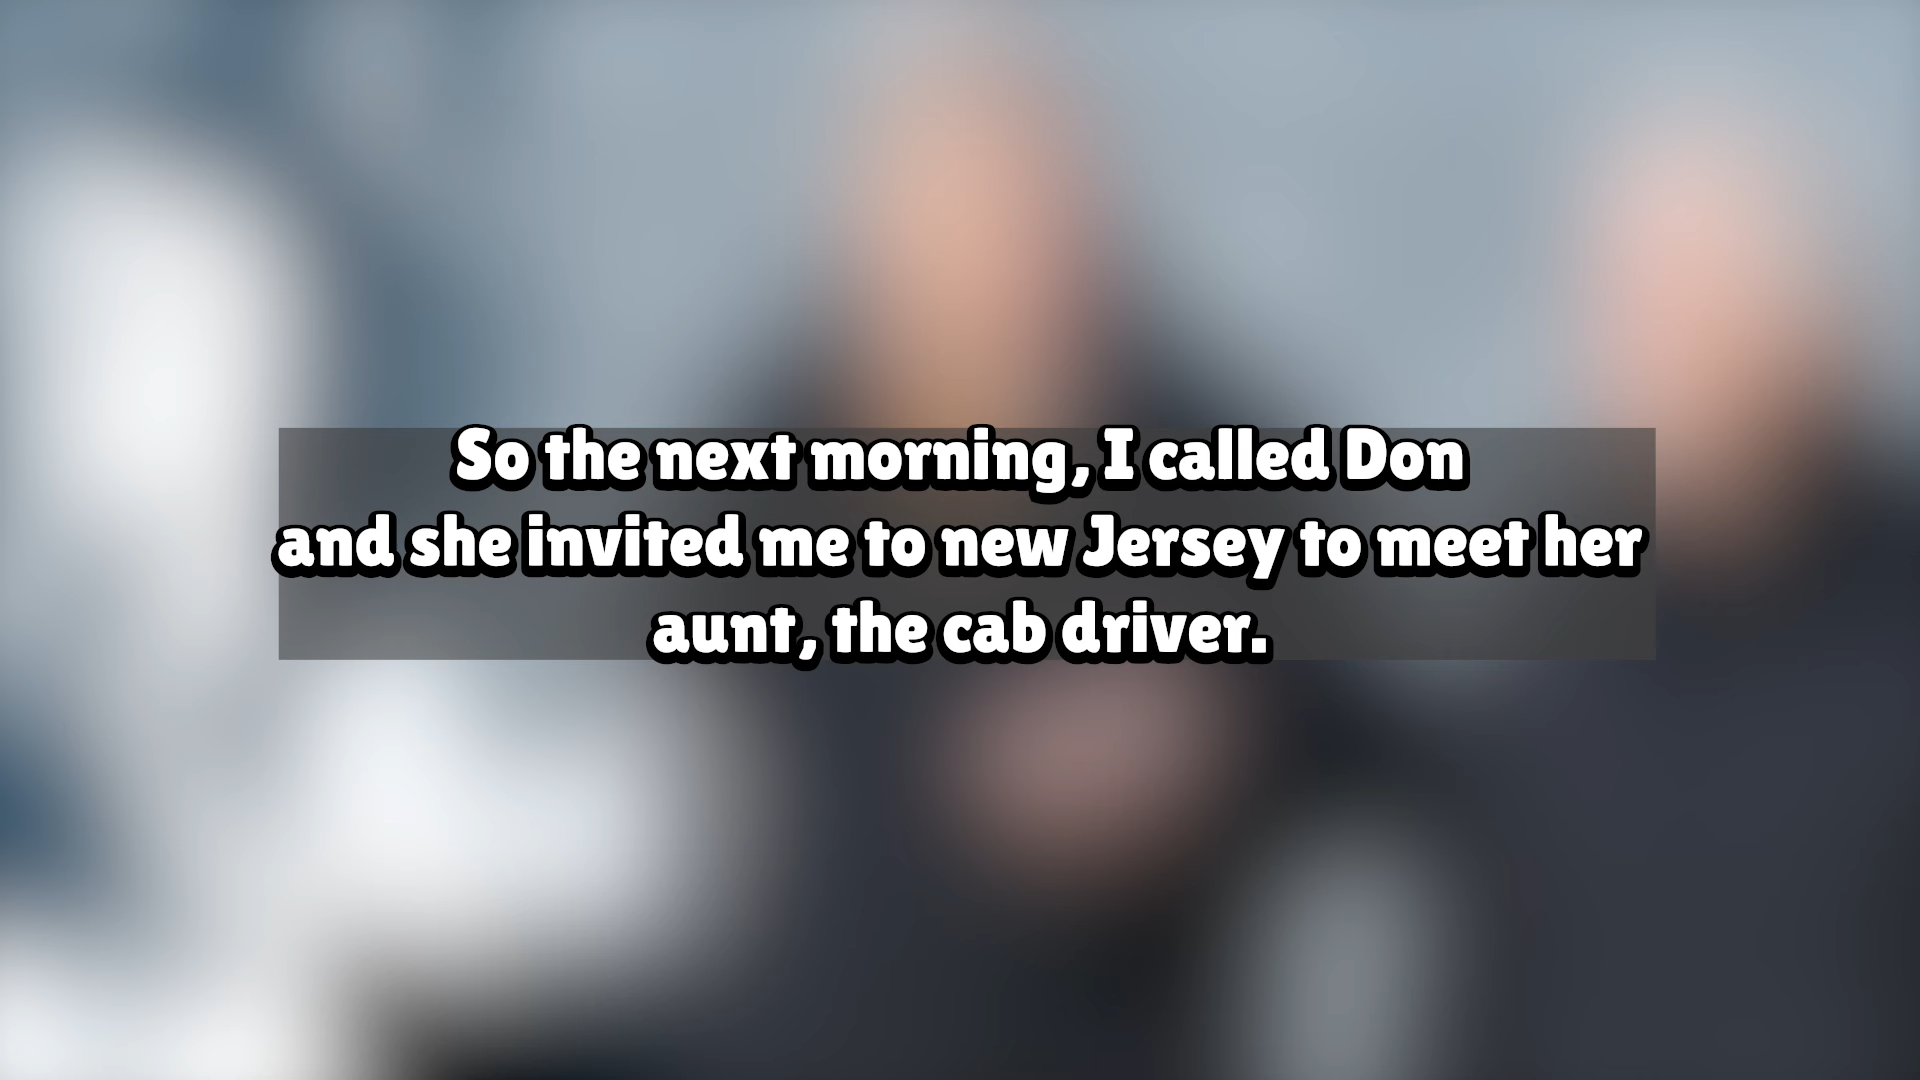 So the next morning, I called Don
and she invited me to new Jersey to meet her
aunt, the cab driver.